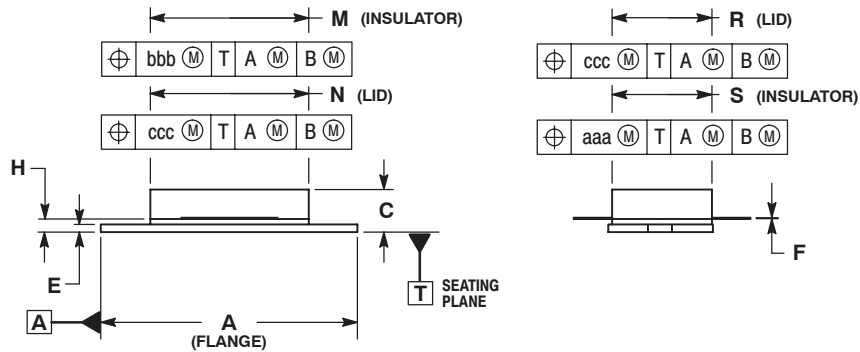 M (INSULATOR)
⌖ bbb Ⓜ T A Ⓜ B Ⓜ
N (LID)
⌖ ccc Ⓜ T A Ⓜ B Ⓜ
R (LID)
⌖ ccc Ⓜ T A Ⓜ B Ⓜ
S (INSULATOR)
⌖ aaa Ⓜ T A Ⓜ B Ⓜ
H
C
E
F
T SEATING
PLANE
A
A
(FLANGE)